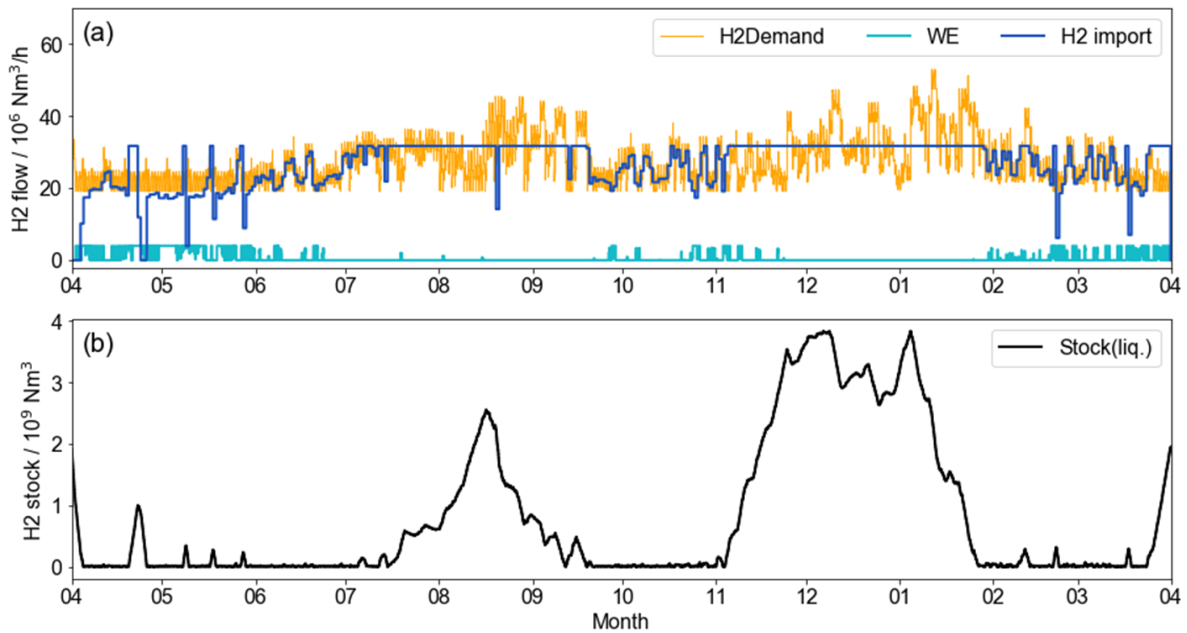 (a)
H2Demand WE H2 import
H2 flow / 10⁶ Nm³/h
60
40
20
0
04 05 06 07 08 09 10 11 12 01 02 03 04
(b)
Stock(liq.)
H2 stock / 10⁹ Nm³
4
3
2
1
0
04 05 06 07 08 09 10 11 12 01 02 03 04
Month